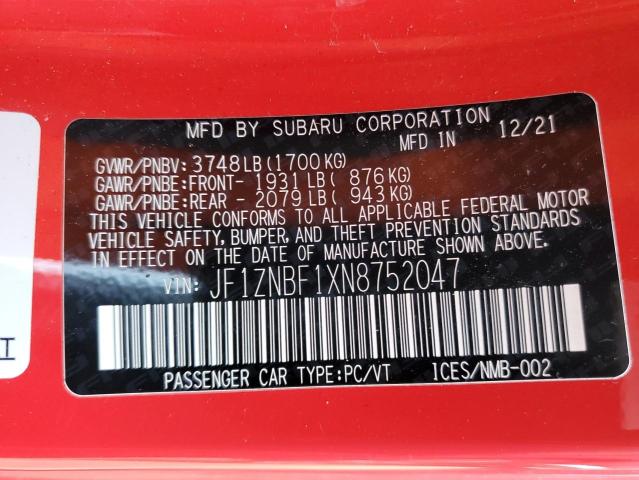 MFD BY SUBARU CORPORATION
MFD IN 12/21
GVWR/PNBV: 3748LB(1700KG)
GAWR/PNBE:FRONT- 1931 LB( 876KG)
GAWR/PNBE:REAR - 2079 LB( 943KG)
THIS VEHICLE CONFORMS TO ALL APPLICABLE FEDERAL MOTOR
VEHICLE SAFETY, BUMPER, AND THEFT PREVENTION STANDARDS
IN EFFECT ON THE DATE OF MANUFACTURE SHOWN ABOVE.
VIN: JF1ZNBF1XN8752047
PASSENGER CAR TYPE:PC/VT ICES/NMB-002